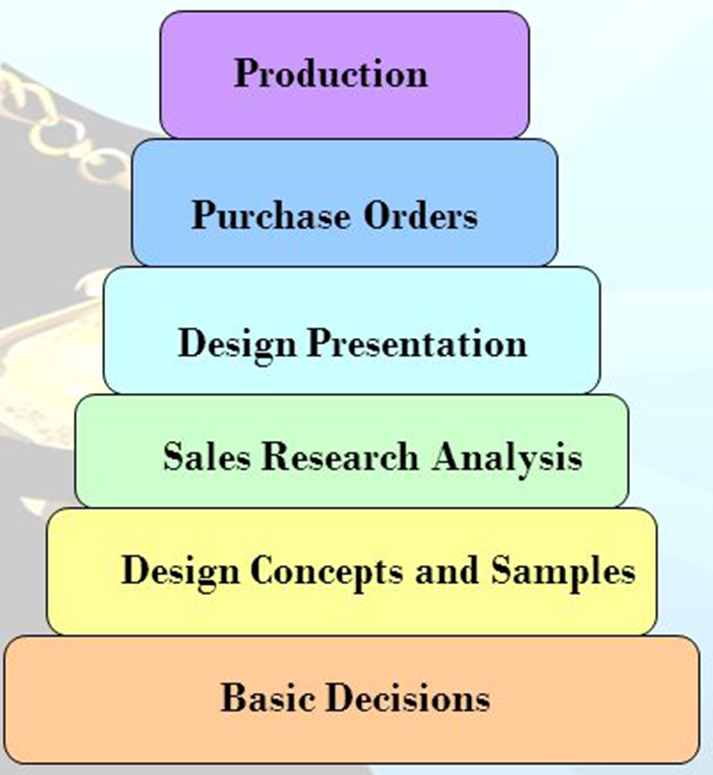 Production
Purchase Orders
Design Presentation
Sales Research Analysis
Design Concepts and Samples
Basic Decisions